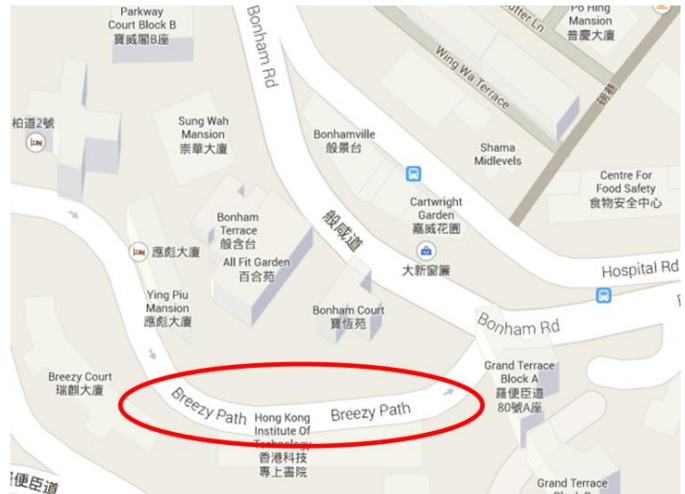 Parkway
Court Block B
寶威閣B座
Po Hing
Mansion
普慶大廈
Bonham Rd
Wing Wa Terrace
柏道2號
Sung Wah
Mansion
崇華大廈
Bonhamville
般景台
Shama
Midlevels
Centre For
Food Safety
食物安全中心
Cartwright
Garden
嘉威花園
Bonham
Terrace
般含台
般咸道
應彪大廈
All Fit Garden
百合苑
大新窗簾
Hospital Rd
Ying Piu
Mansion
應彪大廈
Bonham Court
寶恆苑
Bonham Rd
Breezy Court
瑞麒大廈
Grand Terrace
Block A
羅便臣道
80號A座
Breezy Path
Breezy Path
Hong Kong
Institute Of
Technology
香港科技
專上書院
便臣道
Grand Terrace